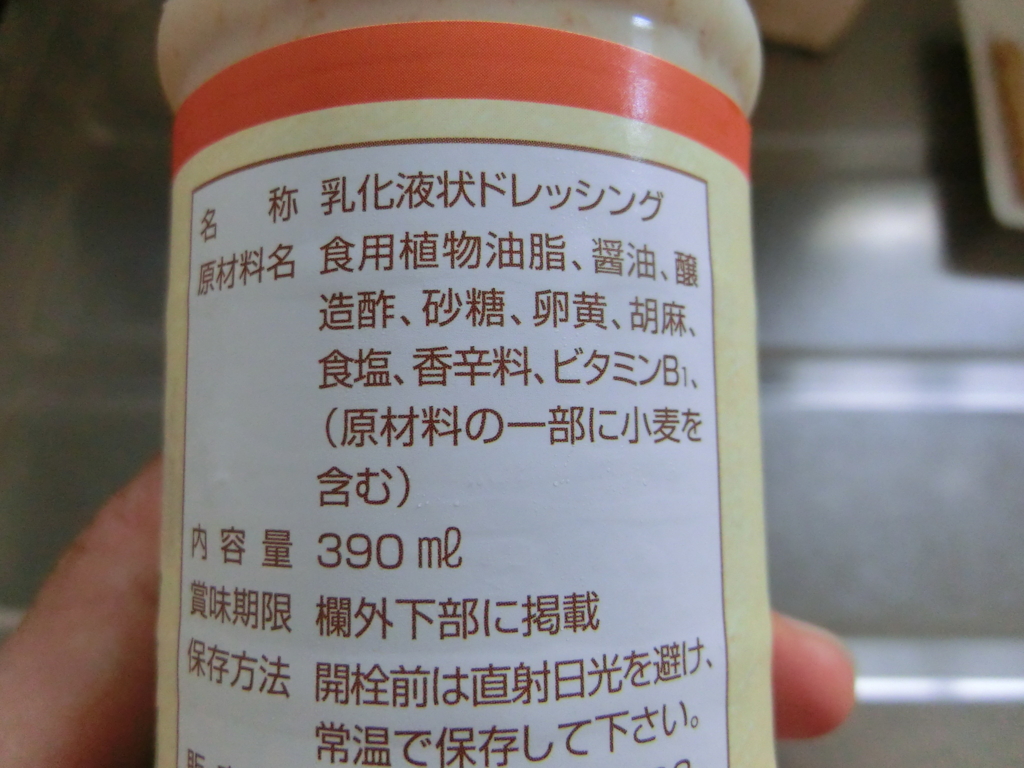 名 称 乳化液状ドレッシング
原材料名 食用植物油脂、醤油、醸
造酢、砂糖、卵黄、胡麻、
食塩、香辛料、ビタミンB1、
(原材料の一部に小麦を
含む)
内容量 390㎖
賞味期限 欄外下部に掲載
保存方法 開栓前は直射日光を避け、
常温で保存して下さい。